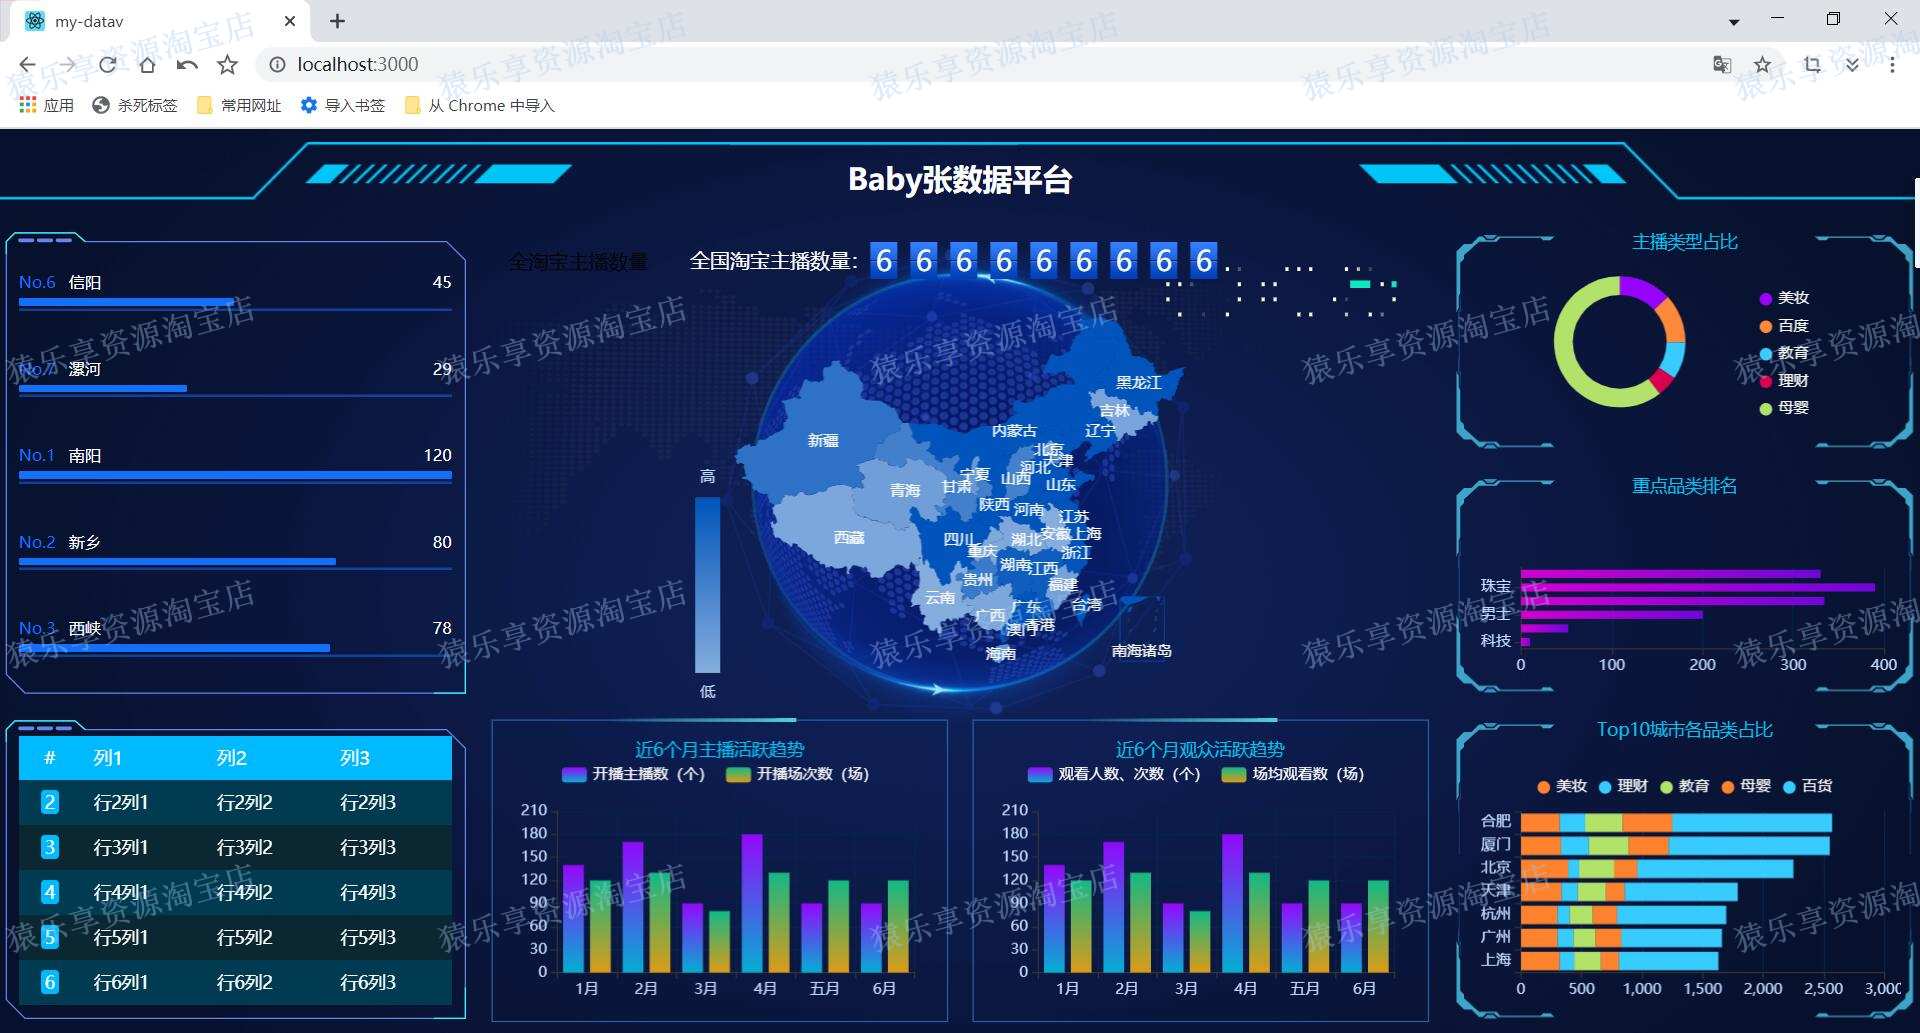 my-datav
localhost:3000
应用 杀死标签 常用网址 导入书签 从 Chrome 中导入
Baby张数据平台
No.6 信阳 45
No.7 漯河 29
No.1 南阳 120
No.2 新乡 80
No.3 西峡 78
# 列1 列2 列3
2 行2列1 行2列2 行2列3
3 行3列1 行3列2 行3列3
4 行4列1 行4列2 行4列3
5 行5列1 行5列2 行5列3
6 行6列1 行6列2 行6列3
全淘宝主播数量
全国淘宝主播数量: 6 6 6 6 6 6 6 6 6
高
低
黑龙江
吉林
内蒙古 辽宁
新疆
北京
天津
河北
宁夏 山西 山东
青海 甘肃
陕西 河南
江苏
西藏 四川 湖北 安徽 上海
重庆 浙江
湖南 江西
贵州 福建
云南 广东 台湾
广西 香港
澳门
海南 南海诸岛
近6个月主播活跃趋势
开播主播数（个） 开播场次数（场）
210
180
150
120
90
60
30
0
1月 2月 3月 4月 五月 6月
近6个月观众活跃趋势
观看人数、次数（个） 场均观看数（场）
210
180
150
120
90
60
30
0
1月 2月 3月 4月 五月 6月
主播类型占比
美妆
百度
教育
理财
母婴
重点品类排名
珠宝
男士
科技
0 100 200 300 400
Top10城市各品类占比
美妆 理财 教育 母婴 百货
合肥
厦门
北京
天津
杭州
广州
上海
0 500 1,000 1,500 2,000 2,500 3,000
猿乐享资源淘宝店